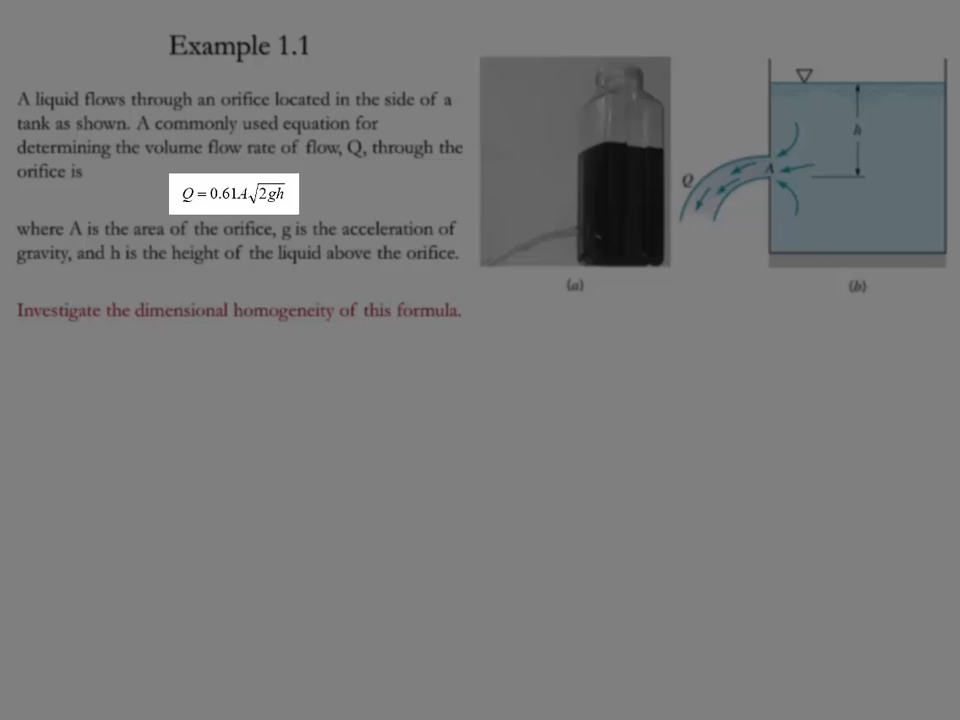 Example 1.1
A liquid flows through an orifice located in the side of a
tank as shown. A commonly used equation for
determining the volume flow rate of flow, Q, through the
orifice is
Q = 0.61A√2gh
where A is the area of the orifice, g is the acceleration of
gravity, and h is the height of the liquid above the orifice.
Investigate the dimensional homogeneity of this formula.
(a)
h
A
Q
(b)